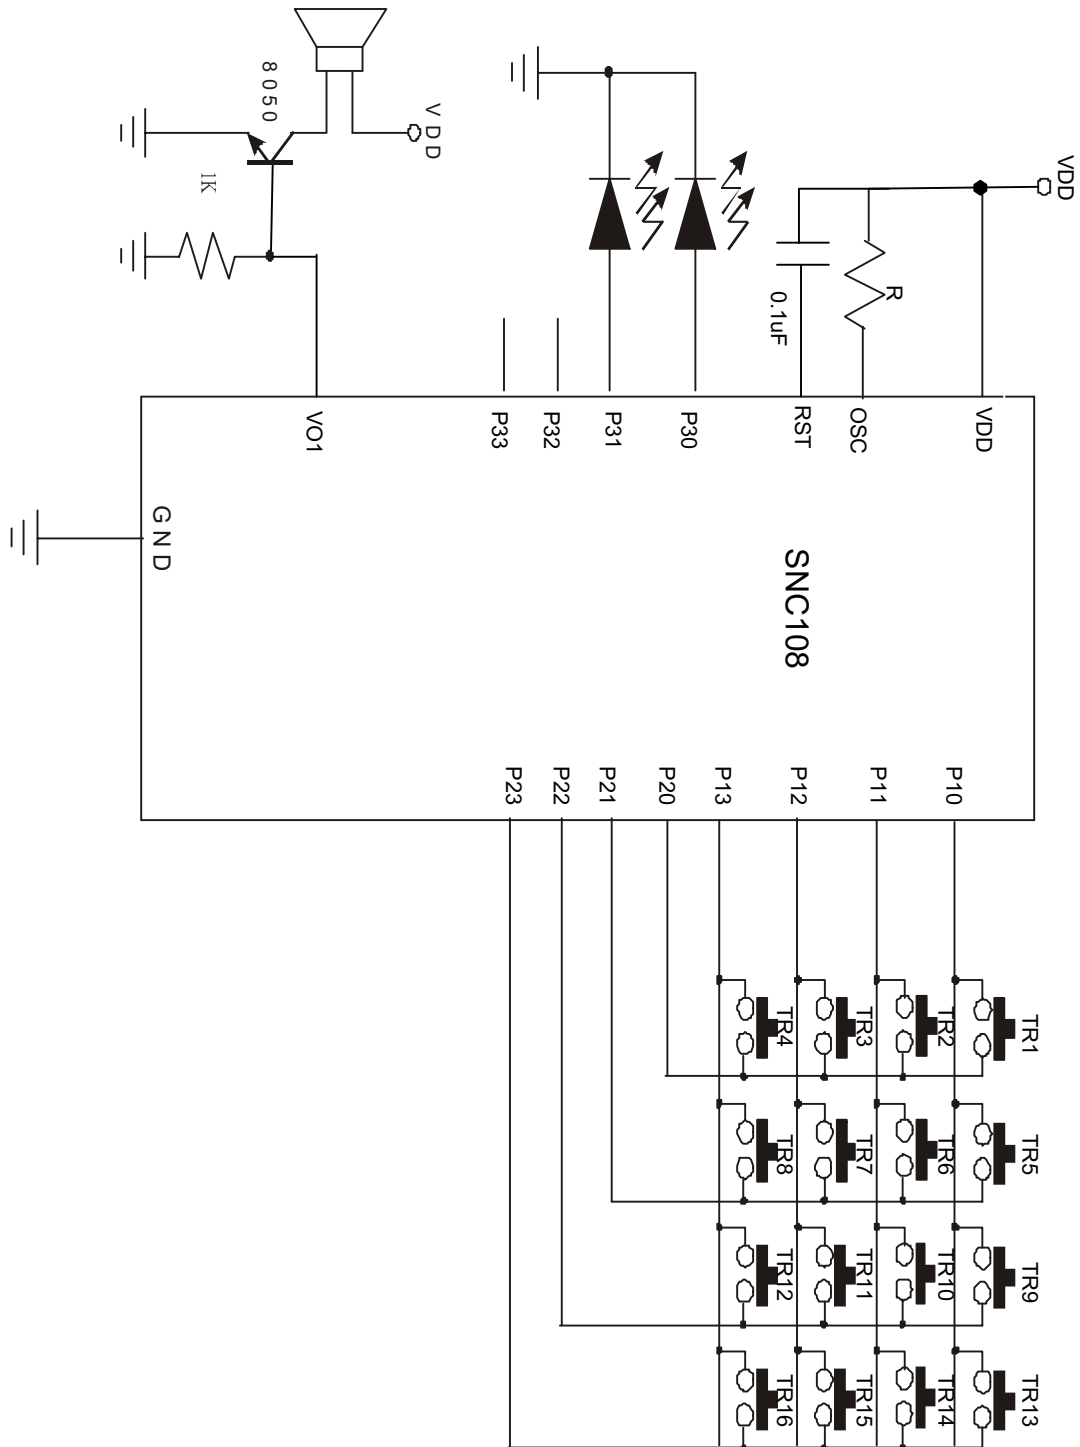 8050
VDD
1K
VDD
R
0.1uF
VO1
P33
P32
P31
P30
RST
OSC
VDD
GND
SNC108
P23
P22
P21
P20
P13
P12
P11
P10
TR4
TR3
TR2
TR1
TR8
TR7
TR6
TR5
TR12
TR11
TR10
TR9
TR16
TR15
TR14
TR13